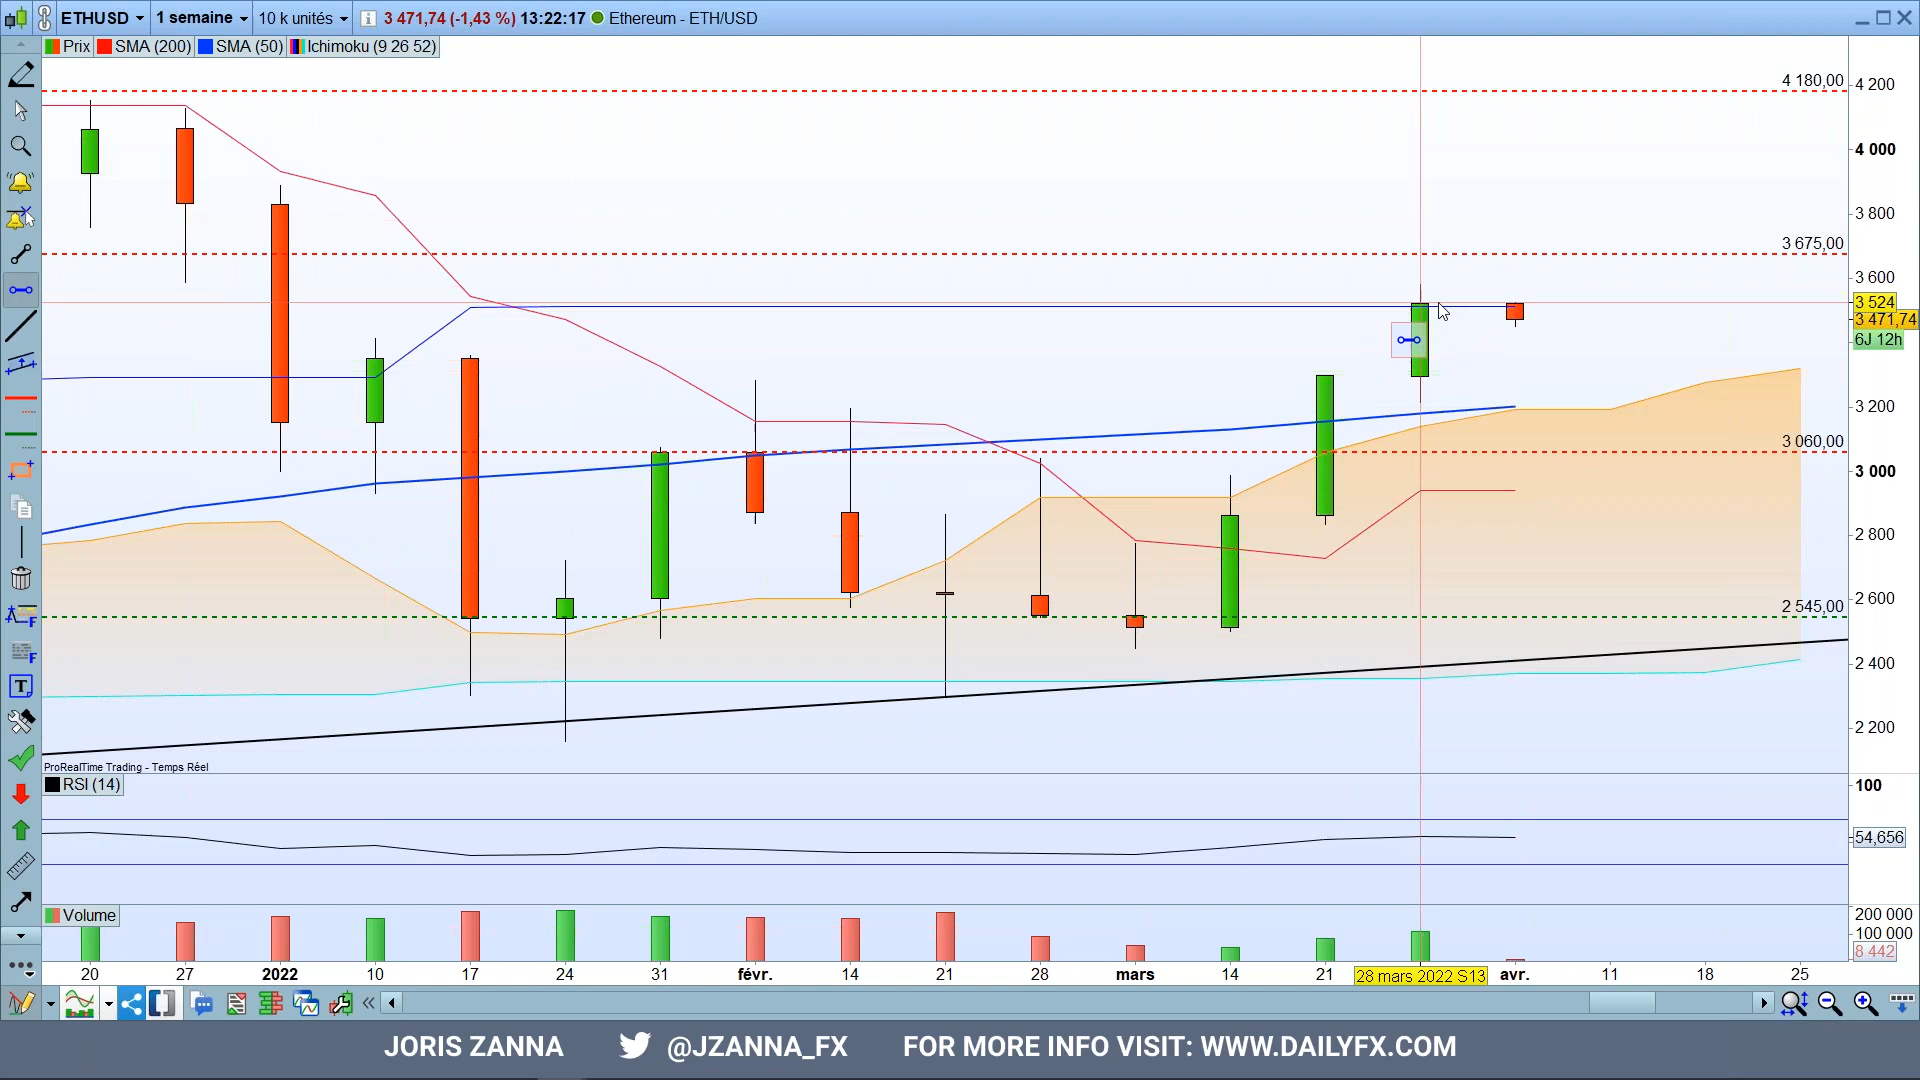 ETHUSD 1 semaine 10 k unités 3 471,74 (-1,43 %) 13:22:17 Ethereum - ETH/USD
Prix SMA (200) SMA (50) Ichimoku (9 26 52)
4 180,00
4 200
4 000
3 800
3 675,00
3 600
3 524
3 471,74
6J 12h
3 200
3 060,00
3 000
2 800
2 600
2 545,00
2 400
2 200
ProRealTime Trading - Temps Réel
RSI (14)
100
54,656
Volume
200 000
100 000
8 442
20 27 2022 10 17 24 31 févr. 14 21 28 mars 14 21 28 mars 2022 S13 avr. 11 18 25
JORIS ZANNA @JZANNA_FX FOR MORE INFO VISIT: WWW.DAILYFX.COM